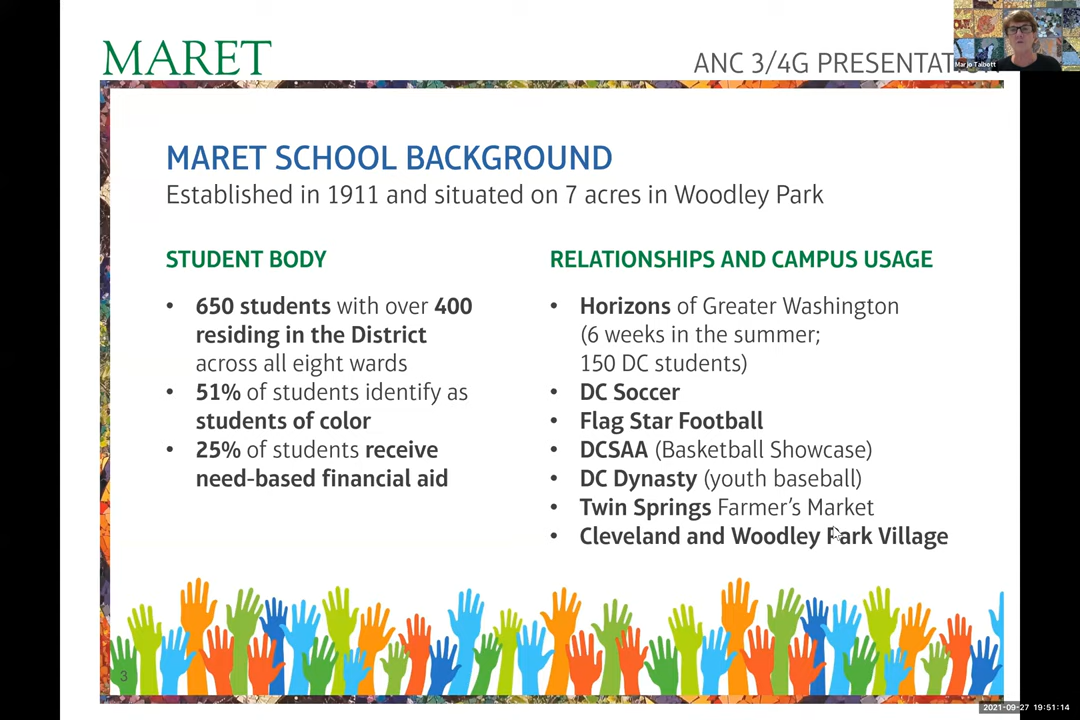 MARET
ANC 3/4G PRESENTAT
Marjo Talbott
MARET SCHOOL BACKGROUND
Established in 1911 and situated on 7 acres in Woodley Park
STUDENT BODY
• 650 students with over 400
residing in the District
across all eight wards
• 51% of students identify as
students of color
• 25% of students receive
need-based financial aid
RELATIONSHIPS AND CAMPUS USAGE
• Horizons of Greater Washington
(6 weeks in the summer;
150 DC students)
• DC Soccer
• Flag Star Football
• DCSAA (Basketball Showcase)
• DC Dynasty (youth baseball)
• Twin Springs Farmer’s Market
• Cleveland and Woodley Park Village
3
2021-09-27 19:51:14